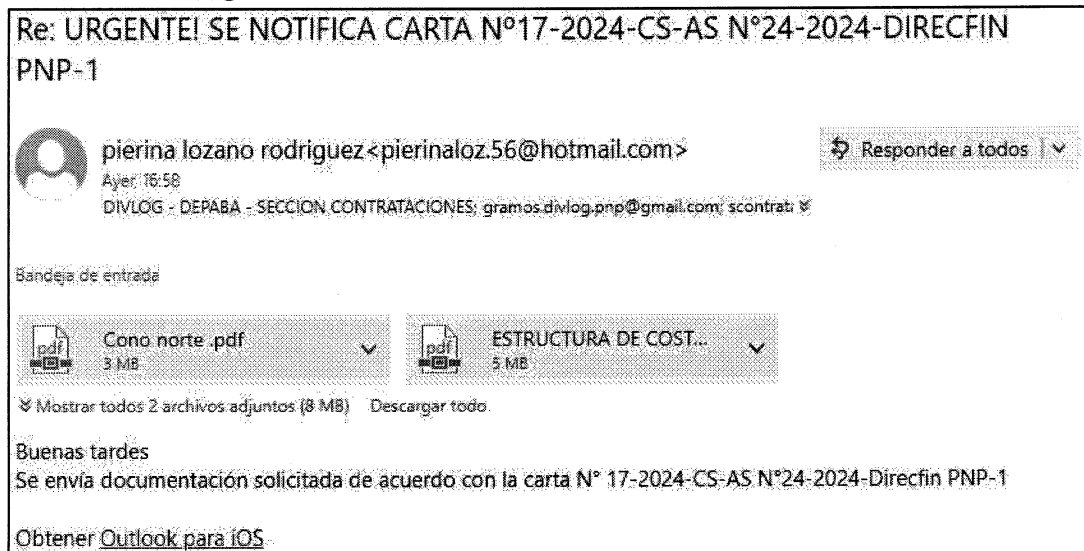 Re: URGENTE! SE NOTIFICA CARTA Nº17-2024-CS-AS N°24-2024-DIRECFIN
PNP-1
pierina lozano rodriguez<pierinaloz.56@hotmail.com>
Responder a todos
Ayer 16:58
DIVLOG - DEPABA - SECCION CONTRATACIONES; gramos.divlog.pnp@gmail.com; scontrat
Bandeja de entrada
pdf Cono norte .pdf
3 MB
pdf ESTRUCTURA DE COST...
5 MB
Mostrar todos 2 archivos adjuntos (8 MB) Descargar todo
Buenas tardes
Se envía documentación solicitada de acuerdo con la carta N° 17-2024-CS-AS N°24-2024-Direcfin PNP-1
Obtener Outlook para iOS